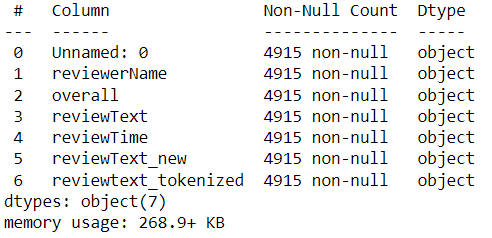 #   Column                Non-Null Count  Dtype
---  ------                --------------  -----
 0   Unnamed: 0            4915 non-null   object
 1   reviewerName          4915 non-null   object
 2   overall               4915 non-null   object
 3   reviewText            4915 non-null   object
 4   reviewTime            4915 non-null   object
 5   reviewText_new        4915 non-null   object
 6   reviewtext_tokenized  4915 non-null   object
dtypes: object(7)
memory usage: 268.9+ KB